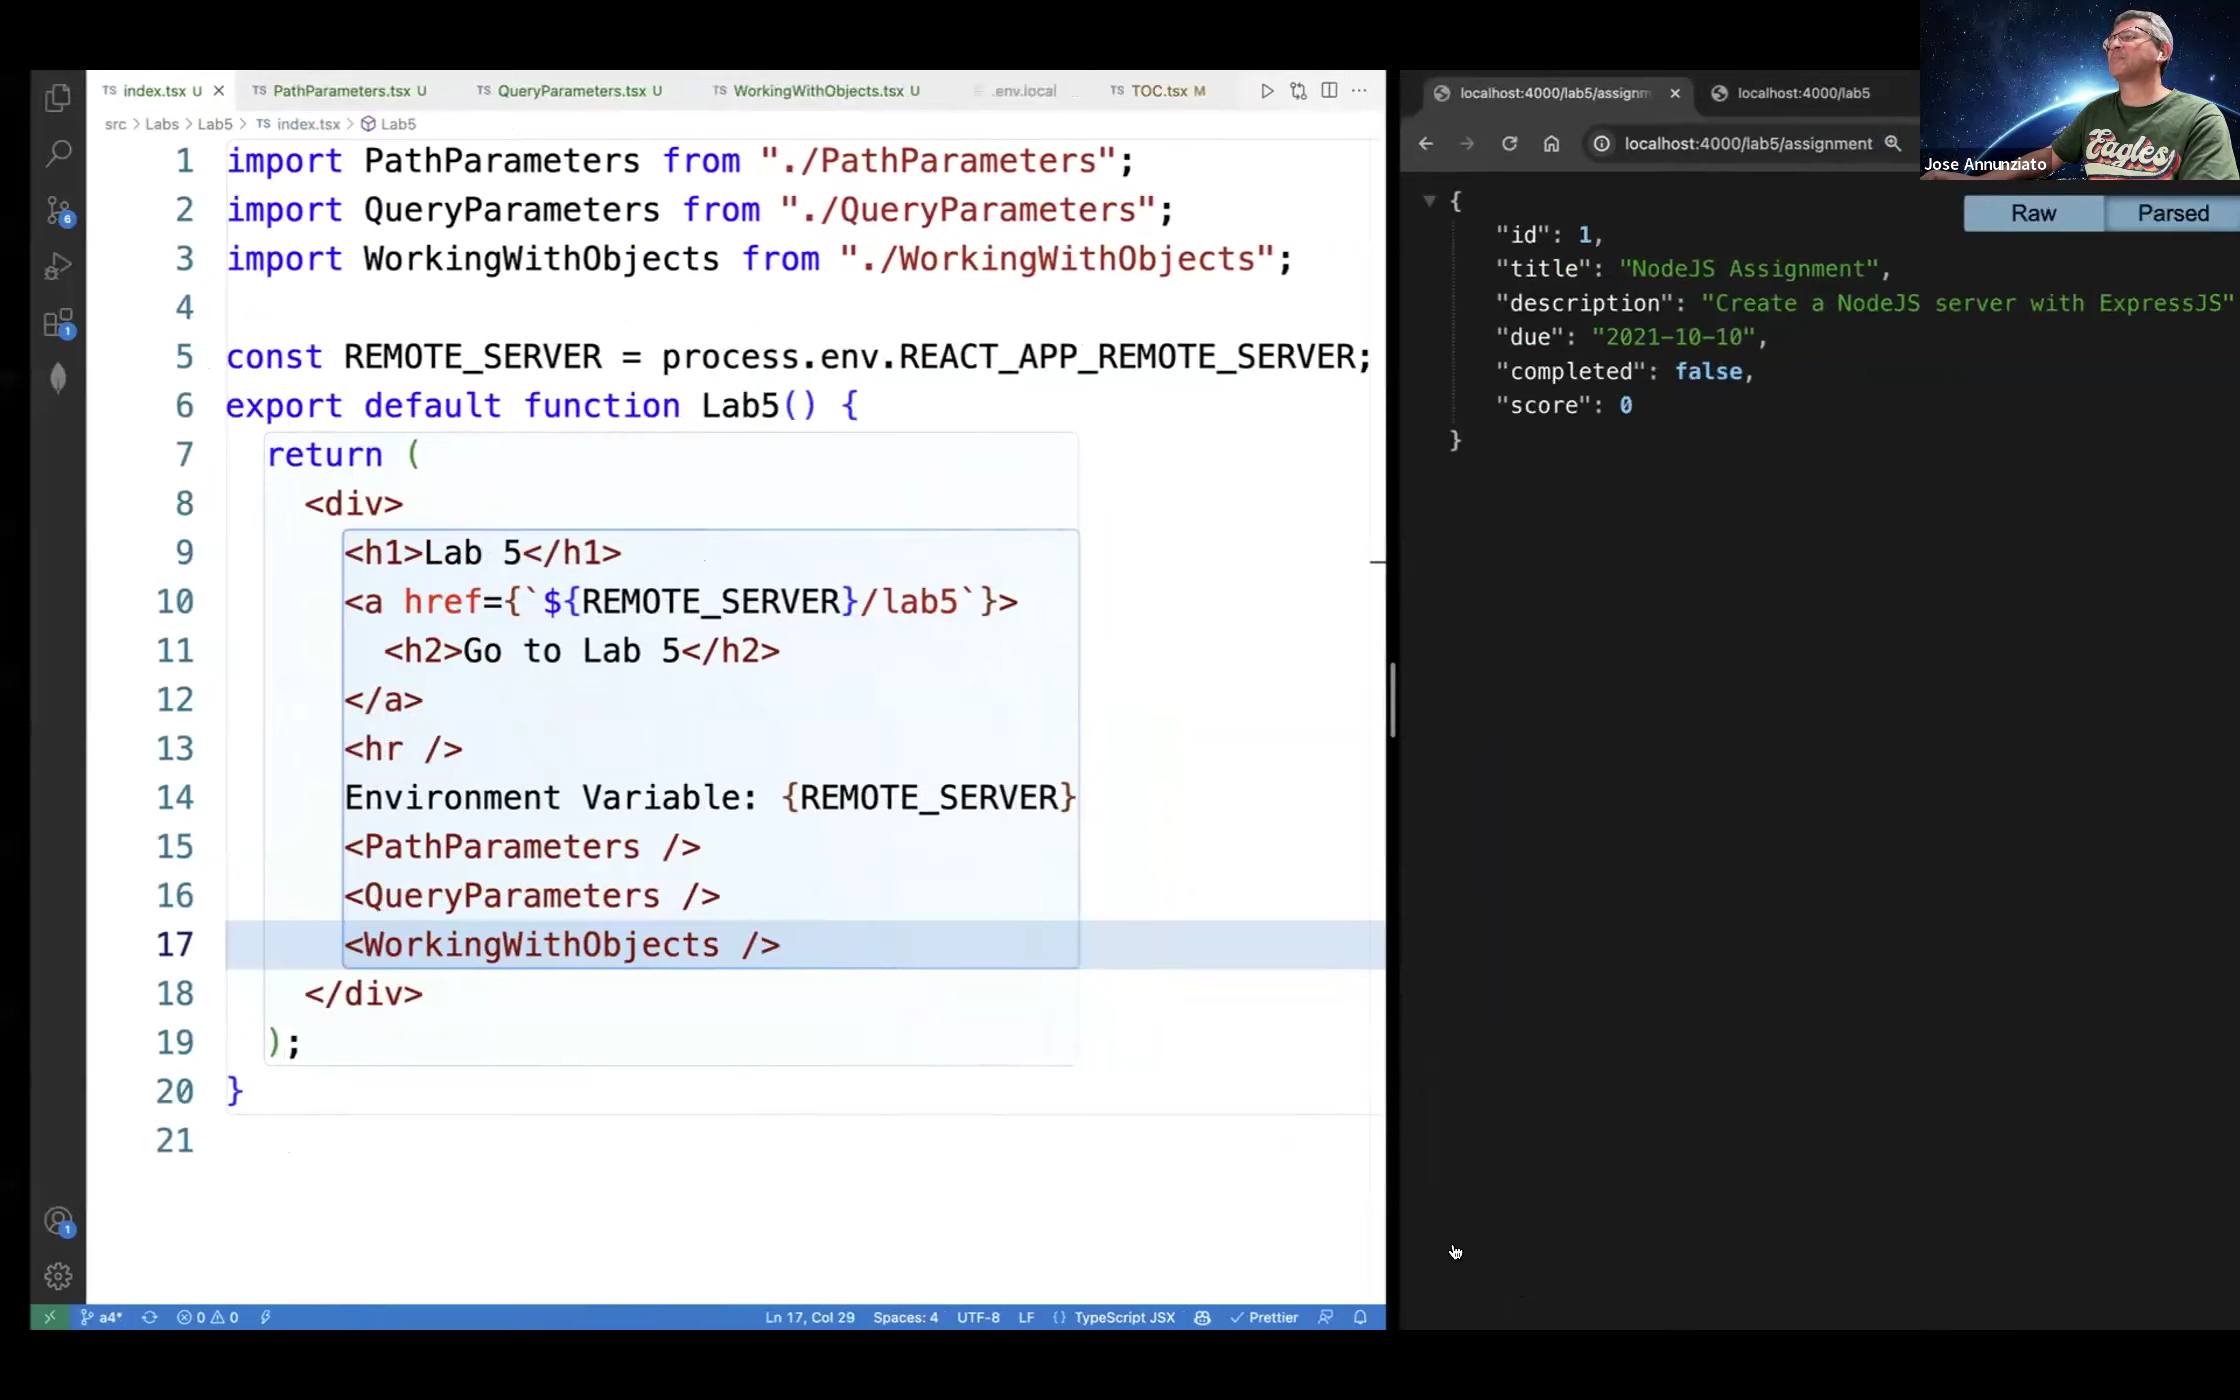 index.tsx U
PathParameters.tsx U
QueryParameters.tsx U
WorkingWithObjects.tsx U
.env.local
TOC.tsx M
src > Labs > Lab5 > TS index.tsx > Lab5
1 import PathParameters from "./PathParameters";
2 import QueryParameters from "./QueryParameters";
3 import WorkingWithObjects from "./WorkingWithObjects";
4
5 const REMOTE_SERVER = process.env.REACT_APP_REMOTE_SERVER;
6 export default function Lab5() {
7 return (
8 <div>
9 <h1>Lab 5</h1>
10 <a href={`${REMOTE_SERVER}/lab5`}>
11 <h2>Go to Lab 5</h2>
12 </a>
13 <hr />
14 Environment Variable: {REMOTE_SERVER}
15 <PathParameters />
16 <QueryParameters />
17 <WorkingWithObjects />
18 </div>
19 );
20 }
21
6
1
1
a4*
0 0
Ln 17, Col 29
Spaces: 4
UTF-8
LF
{} TypeScript JSX
Prettier
localhost:4000/lab5/assignm
localhost:4000/lab5
localhost:4000/lab5/assignment
Raw
Parsed
{
"id": 1,
"title": "NodeJS Assignment",
"description": "Create a NodeJS server with ExpressJS"
"due": "2021-10-10",
"completed": false,
"score": 0
}
Eagles
Jose Annunziato